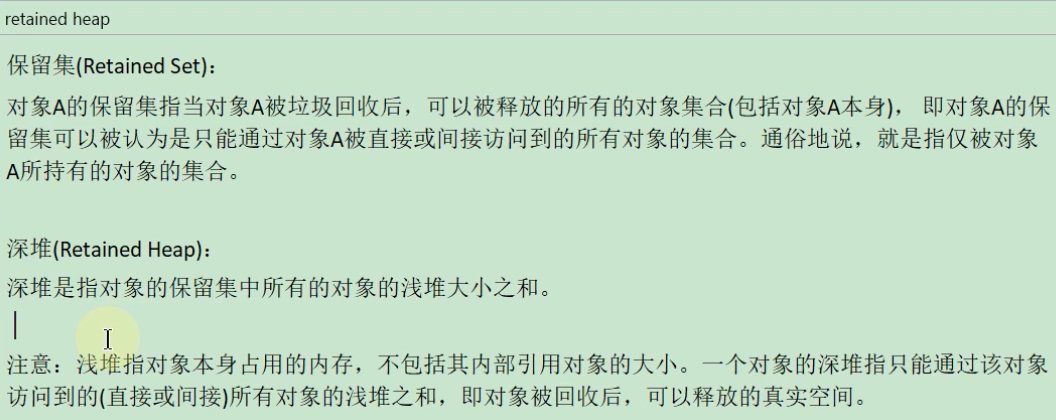 retained heap
保留集(Retained Set)：
对象A的保留集指当对象A被垃圾回收后，可以被释放的所有的对象集合(包括对象A本身)， 即对象A的保
留集可以被认为是只能通过对象A被直接或间接访问到的所有对象的集合。通俗地说，就是指仅被对象
A所持有的对象的集合。
深堆(Retained Heap)：
深堆是指对象的保留集中所有的对象的浅堆大小之和。
注意：浅堆指对象本身占用的内存，不包括其内部引用对象的大小。一个对象的深堆指只能通过该对象
访问到的(直接或间接)所有对象的浅堆之和，即对象被回收后，可以释放的真实空间。